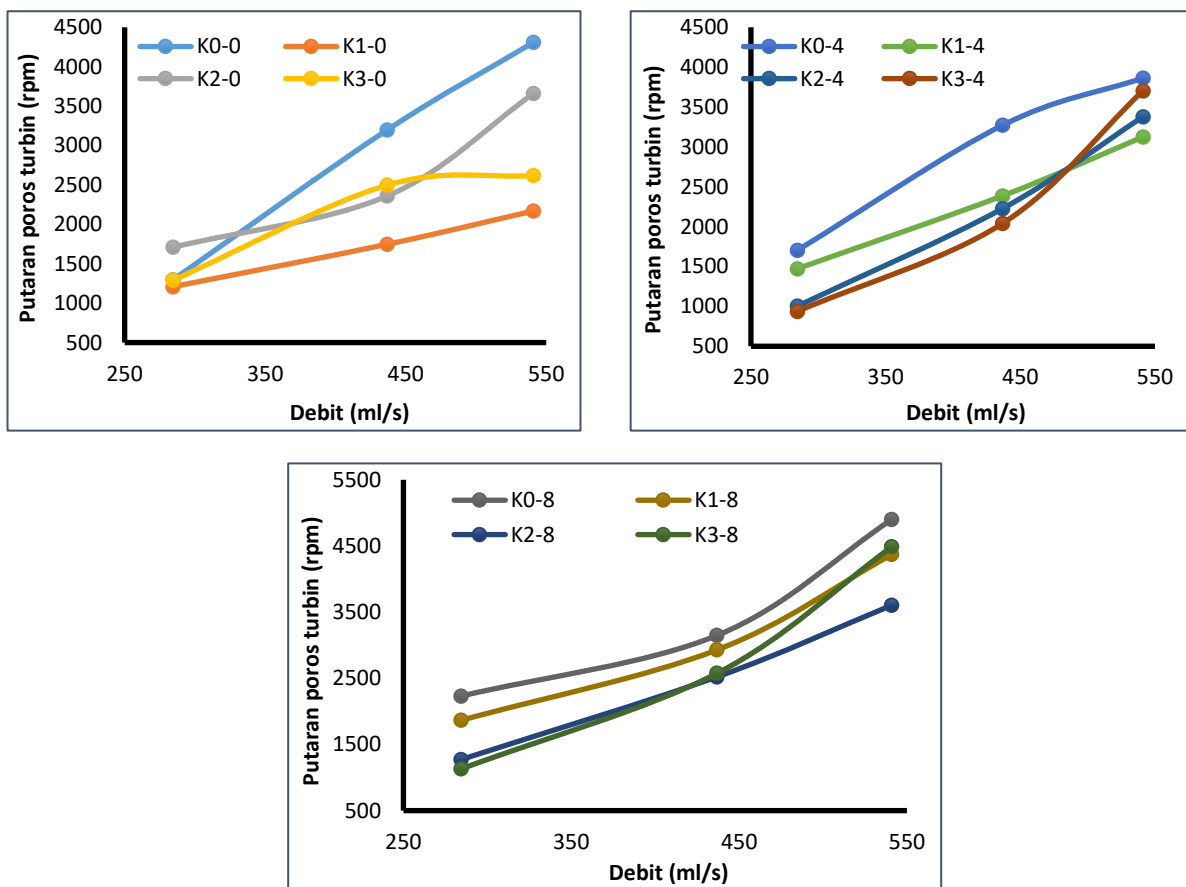 Putaran poros turbin (rpm)
4500
4000
3500
3000
2500
2000
1500
1000
500
K0-0 K1-0
K2-0 K3-0
250 350 450 550
Debit (ml/s)
Putaran poros turbin (rpm)
4500
4000
3500
3000
2500
2000
1500
1000
500
K0-4 K1-4
K2-4 K3-4
250 350 450 550
Debit (ml/s)
Putaran poros turbin (rpm)
5500
4500
3500
2500
1500
500
K0-8 K1-8
K2-8 K3-8
250 350 450 550
Debit (ml/s)